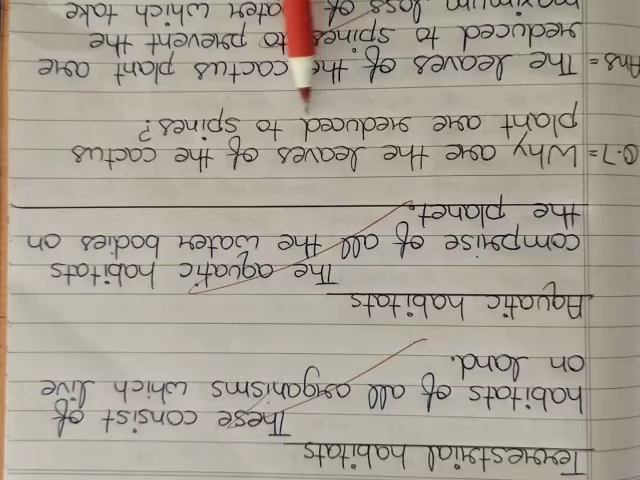 Terrestrial habitats
These consist of
habitats of all organisms which live
on land.
Aquatic habitats
The aquatic habitats
comprise of all the water bodies on
the planet.
Q.7= Why are the leaves of the cactus
plant are reduced to spines?
Ans= The leaves of the cactus plant are
reduced to spines to prevent the
maximum loss of water which take